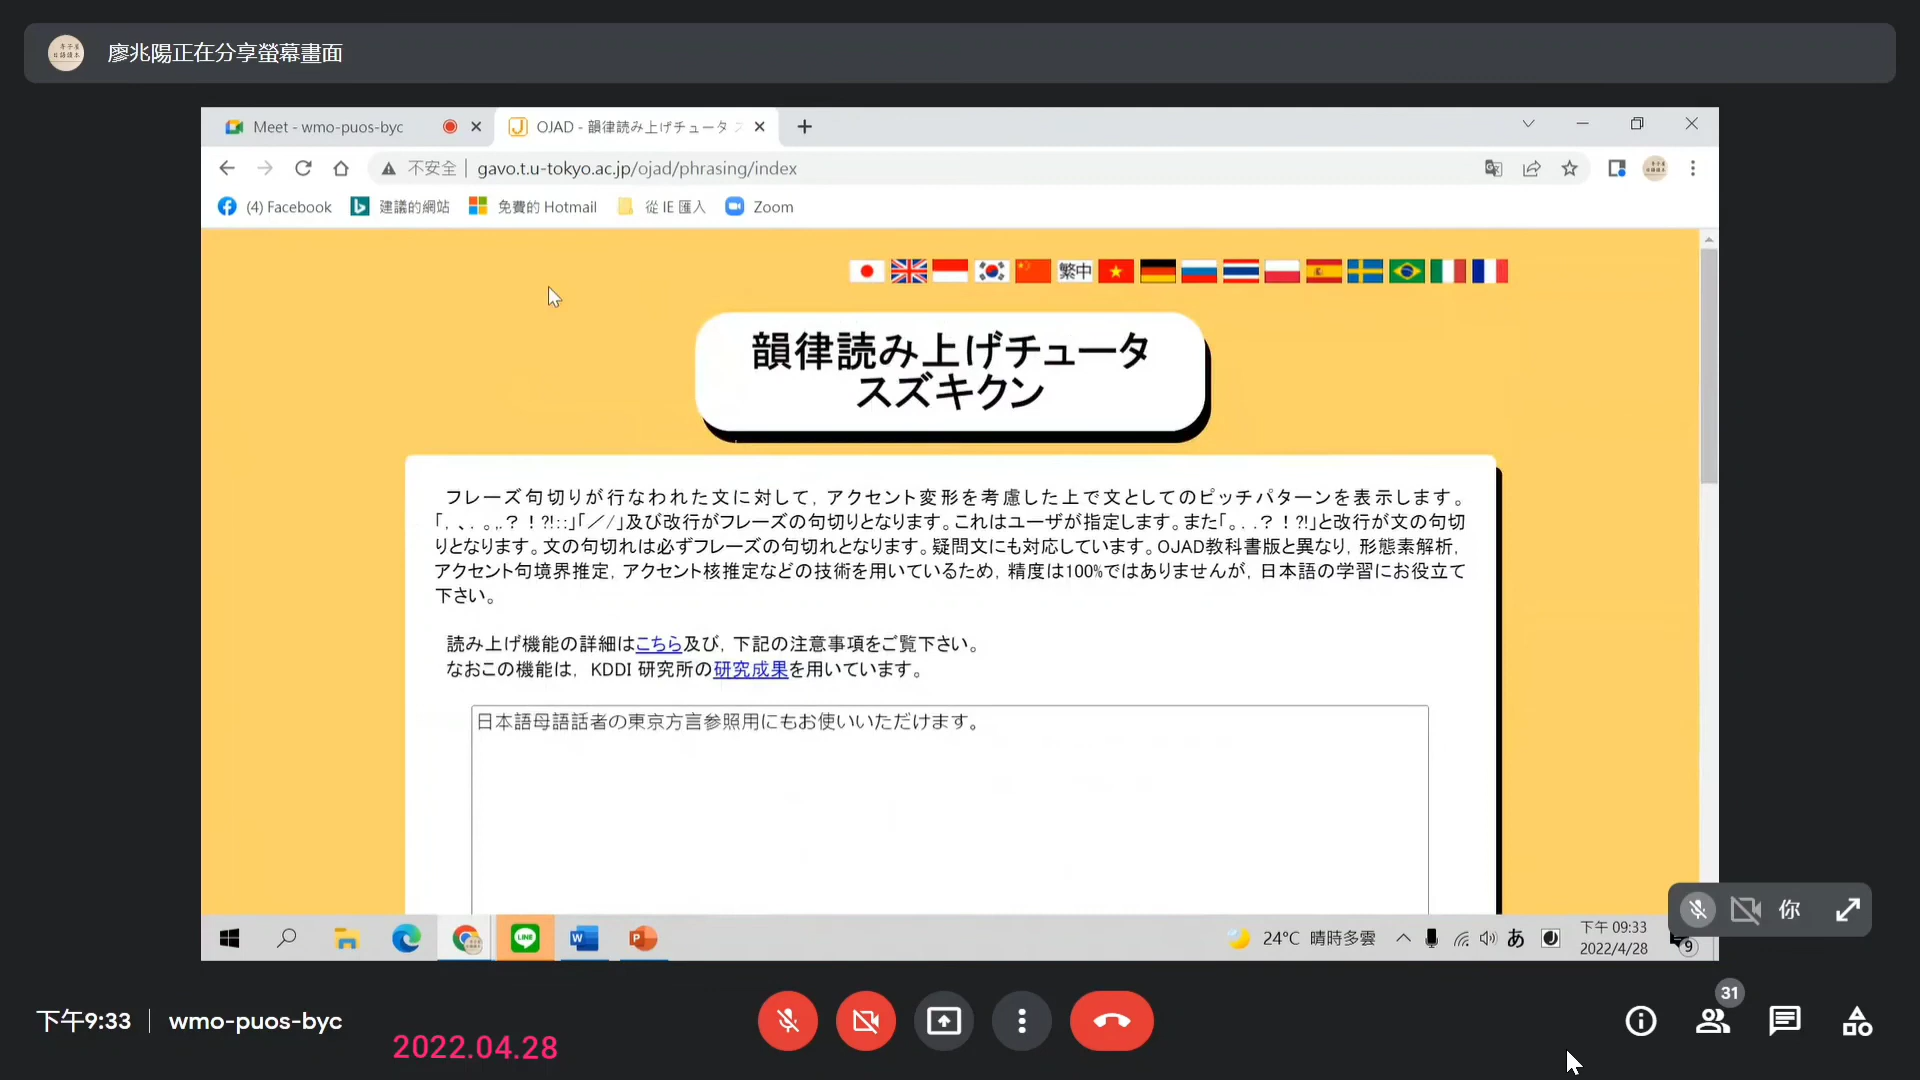 廖兆陽正在分享螢幕畫面
Meet - wmo-puos-byc
OJAD - 韻律読み上げチュータ ス
不安全 | gavo.t.u-tokyo.ac.jp/ojad/phrasing/index
(4) Facebook
建議的網站
免費的 Hotmail
從 IE 匯入
Zoom
繁中
韻律読み上げチュータ
スズキクン
フレーズ句切りが行なわれた文に対して，アクセント変形を考慮した上で文としてのピッチパターンを表示します。
「，、．。,.？！?!::」「／/」及び改行がフレーズの句切りとなります。これはユーザが指定します。また「。．.？！?!」と改行が文の句切
りとなります。文の句切れは必ずフレーズの句切れとなります。疑問文にも対応しています。OJAD教科書版と異なり，形態素解析，
アクセント句境界推定，アクセント核推定などの技術を用いているため，精度は100%ではありませんが，日本語の学習にお役立て
下さい。
読み上げ機能の詳細はこちら及び，下記の注意事項をご覧下さい。
なおこの機能は，KDDI 研究所の研究成果を用いています。
日本語母語話者の東京方言参照用にもお使いいただけます。
你
LINE
24°C 晴時多雲
あ
下午 09:33
2022/4/28
9
下午9:33 | wmo-puos-byc
2022.04.28
31